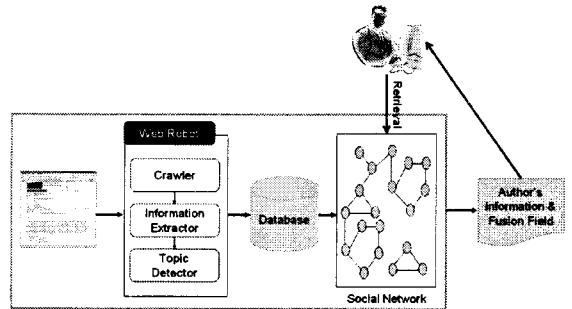 Retrieval
Web Robot
Crawler
Information
Extractor
Topic
Detector
Database
Social Network
Author's
Information &
Fusion Field